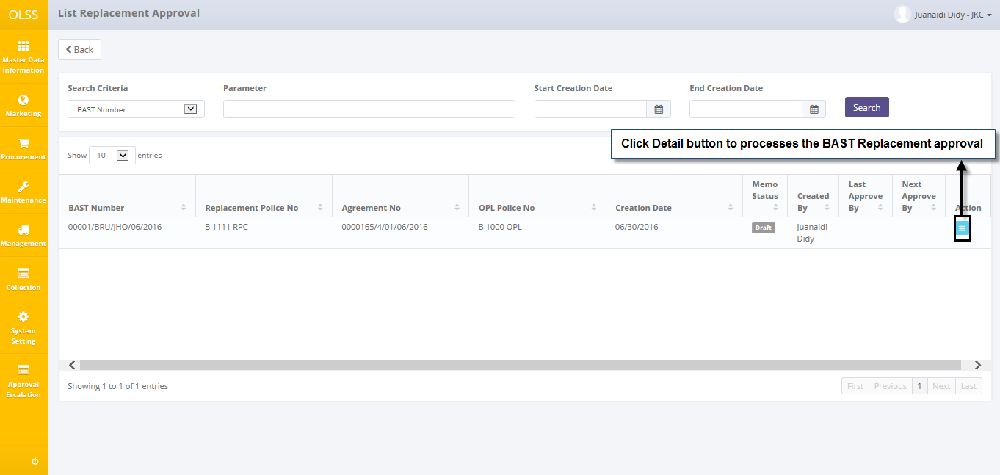 OLSS
List Replacement Approval
Juanaidi Didy - JKC
Master Data
Information
Marketing
Procurement
Maintenance
Management
Collection
System
Setting
Approval
Escalation
Back
Search Criteria
Parameter
Start Creation Date
End Creation Date
BAST Number
Search
Click Detail button to processes the BAST Replacement approval
Show 10 entries
BAST Number
Replacement Police No
Agreement No
OPL Police No
Creation Date
Memo
Status
Created
By
Last
Approve
By
Next
Approve
By
Action
00001/BRU/JHO/06/2016
B 1111 RPC
0000165/4/01/06/2016
B 1000 OPL
06/30/2016
Draft
Juanaidi
Didy
Showing 1 to 1 of 1 entries
First Previous 1 Next Last